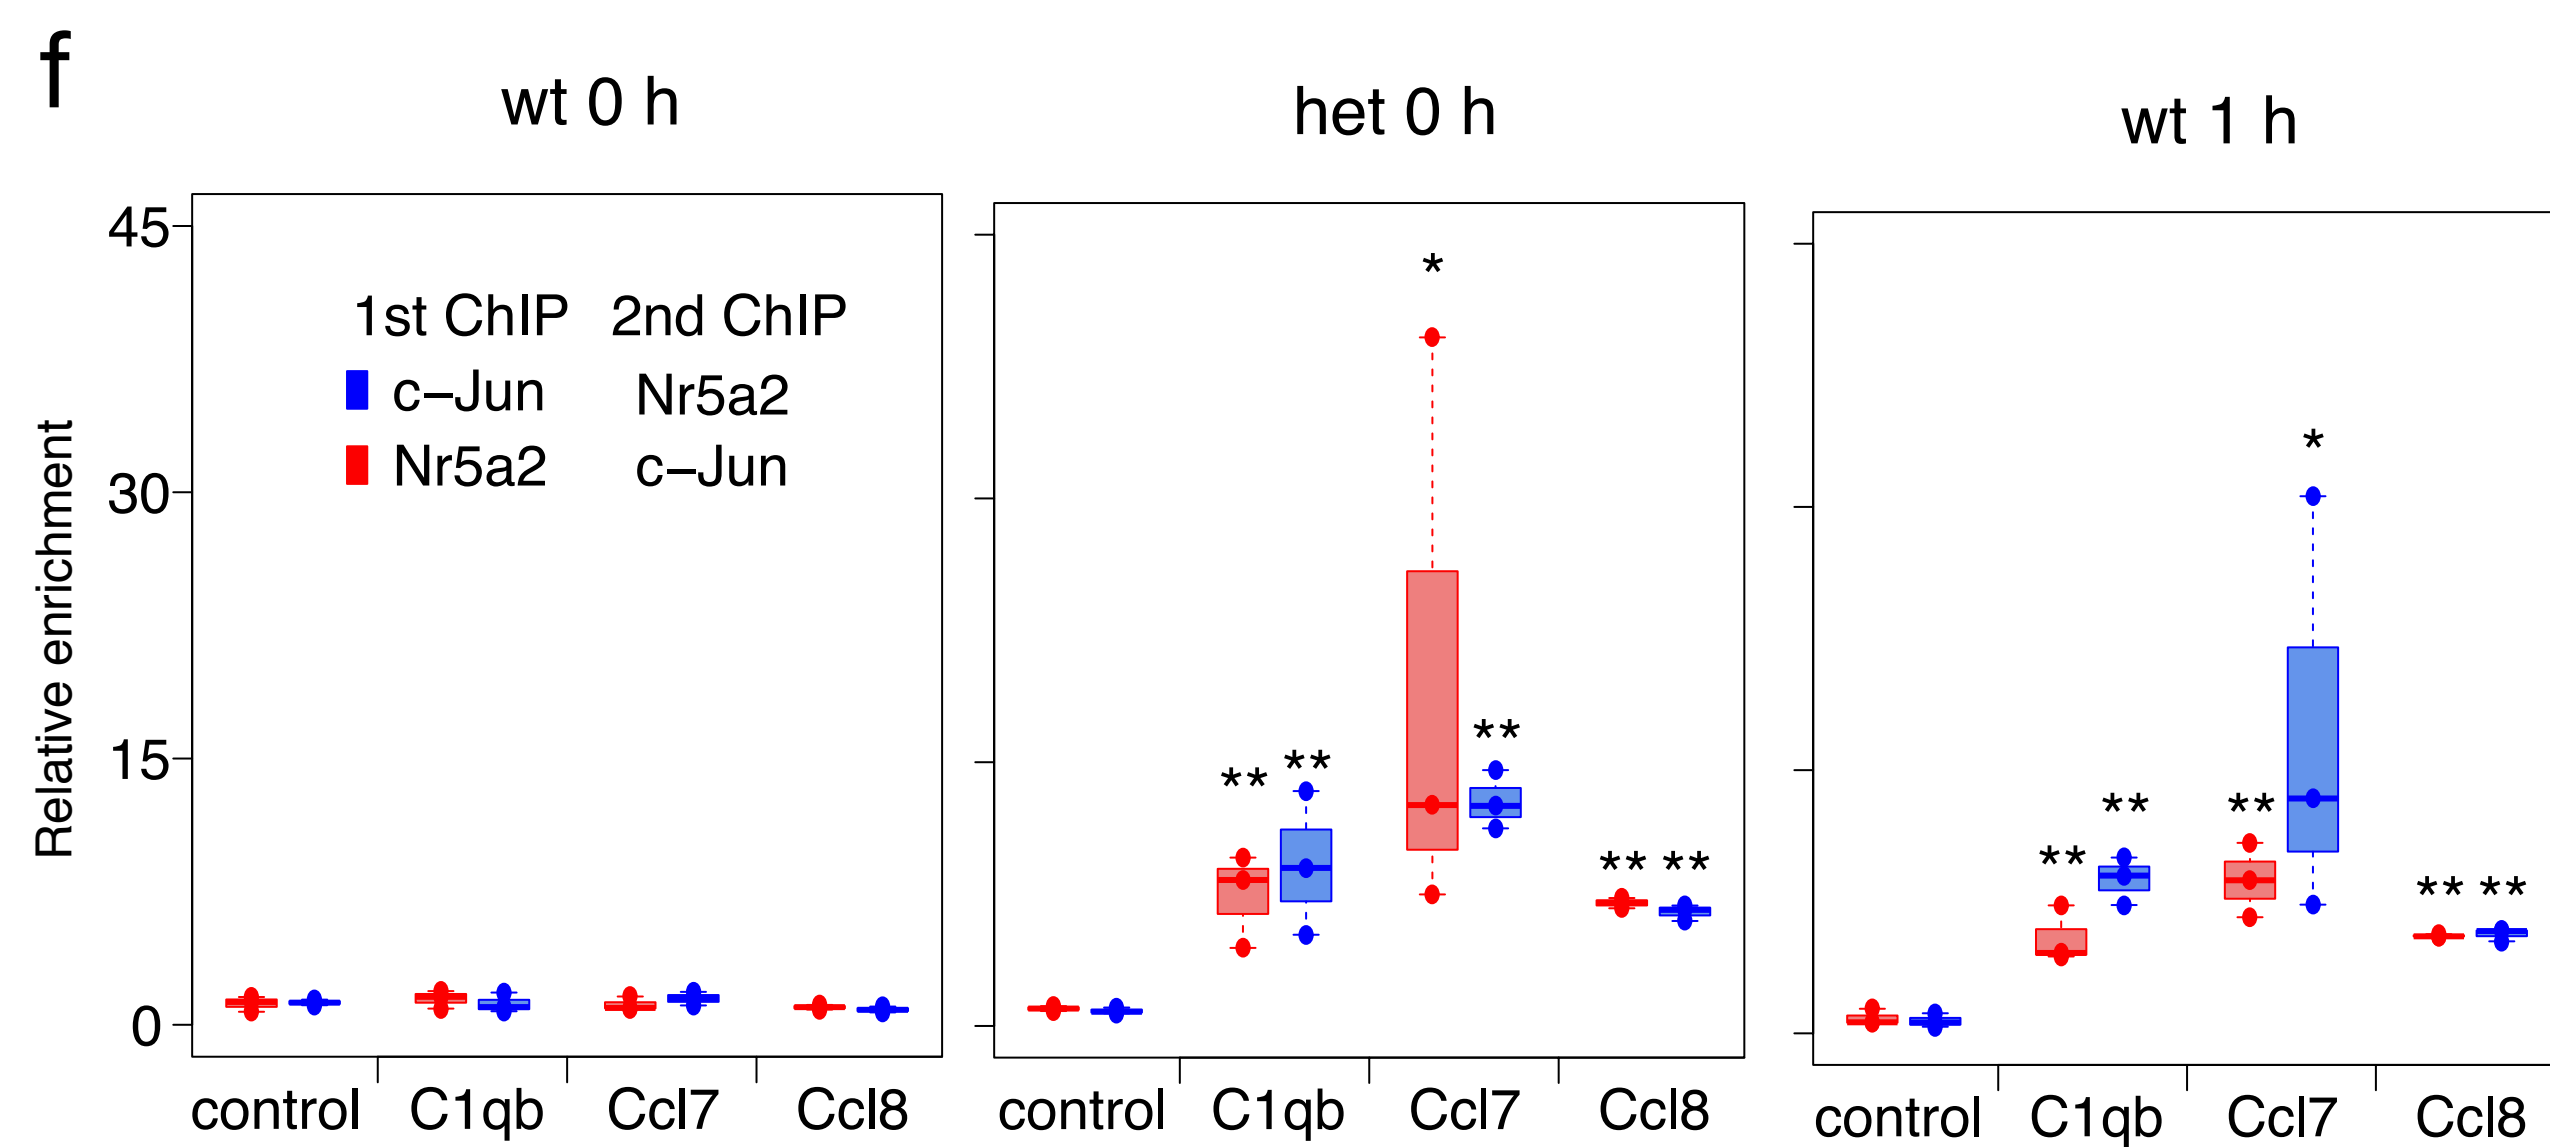 f
wt 0 h
het 0 h
wt 1 h
Relative enrichment
45
30
15
0
1st ChIP 2nd ChIP
c–Jun Nr5a2
Nr5a2 c–Jun
*
*
**
**
**
**
**
**
**
**
**
**
control C1qb Ccl7 Ccl8
control C1qb Ccl7 Ccl8
control C1qb Ccl7 Ccl8